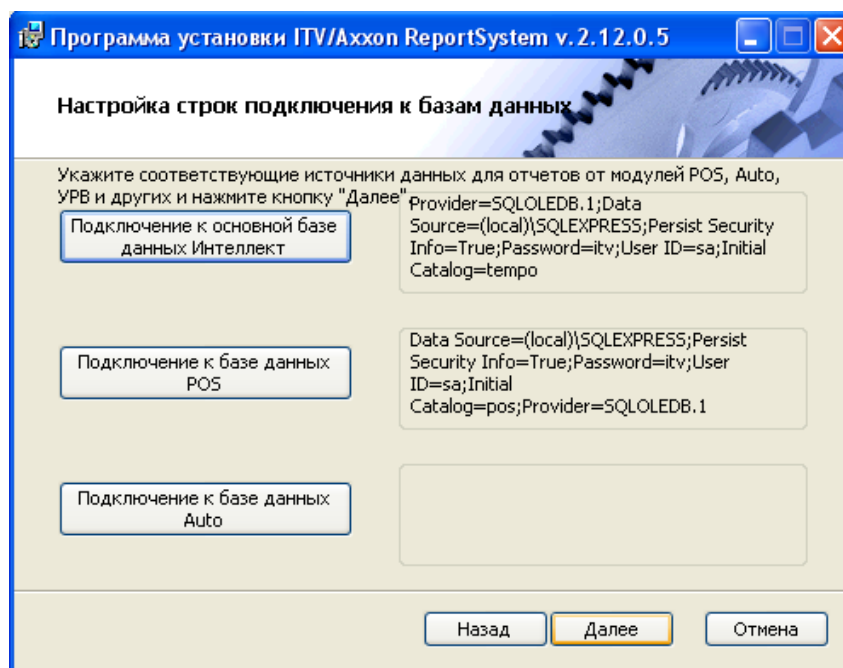 Программа установки ITV/Axxon ReportSystem v.2.12.0.5
Настройка строк подключения к базам данных
Укажите соответствующие источники данных для отчетов от модулей POS, Auto,
УРВ и других и нажмите кнопку "Далее".
Подключение к основной базе
данных Интеллект
Provider=SQLOLEDB.1;Data
Source=(local)\SQLEXPRESS;Persist Security
Info=True;Password=itv;User ID=sa;Initial
Catalog=tempo
Подключение к базе данных
POS
Data Source=(local)\SQLEXPRESS;Persist
Security Info=True;Password=itv;User
ID=sa;Initial
Catalog=pos;Provider=SQLOLEDB.1
Подключение к базе данных
Auto
Назад
Далее
Отмена